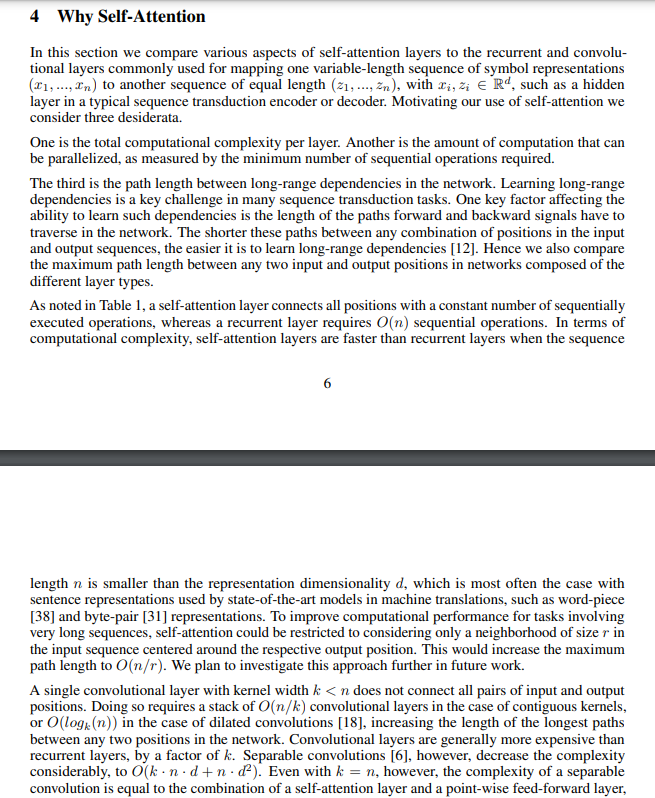 4 Why Self-Attention
In this section we compare various aspects of self-attention layers to the recurrent and convolu-
tional layers commonly used for mapping one variable-length sequence of symbol representations
(x₁, ..., xₙ) to another sequence of equal length (z₁, ..., zₙ), with xᵢ, zᵢ ∈ ℝᵈ, such as a hidden
layer in a typical sequence transduction encoder or decoder. Motivating our use of self-attention we
consider three desiderata.
One is the total computational complexity per layer. Another is the amount of computation that can
be parallelized, as measured by the minimum number of sequential operations required.
The third is the path length between long-range dependencies in the network. Learning long-range
dependencies is a key challenge in many sequence transduction tasks. One key factor affecting the
ability to learn such dependencies is the length of the paths forward and backward signals have to
traverse in the network. The shorter these paths between any combination of positions in the input
and output sequences, the easier it is to learn long-range dependencies [12]. Hence we also compare
the maximum path length between any two input and output positions in networks composed of the
different layer types.
As noted in Table 1, a self-attention layer connects all positions with a constant number of sequentially
executed operations, whereas a recurrent layer requires O(n) sequential operations. In terms of
computational complexity, self-attention layers are faster than recurrent layers when the sequence
6
length n is smaller than the representation dimensionality d, which is most often the case with
sentence representations used by state-of-the-art models in machine translations, such as word-piece
[38] and byte-pair [31] representations. To improve computational performance for tasks involving
very long sequences, self-attention could be restricted to considering only a neighborhood of size r in
the input sequence centered around the respective output position. This would increase the maximum
path length to O(n/r). We plan to investigate this approach further in future work.
A single convolutional layer with kernel width k < n does not connect all pairs of input and output
positions. Doing so requires a stack of O(n/k) convolutional layers in the case of contiguous kernels,
or O(logₖ(n)) in the case of dilated convolutions [18], increasing the length of the longest paths
between any two positions in the network. Convolutional layers are generally more expensive than
recurrent layers, by a factor of k. Separable convolutions [6], however, decrease the complexity
considerably, to O(k · n · d + n · d²). Even with k = n, however, the complexity of a separable
convolution is equal to the combination of a self-attention layer and a point-wise feed-forward layer,